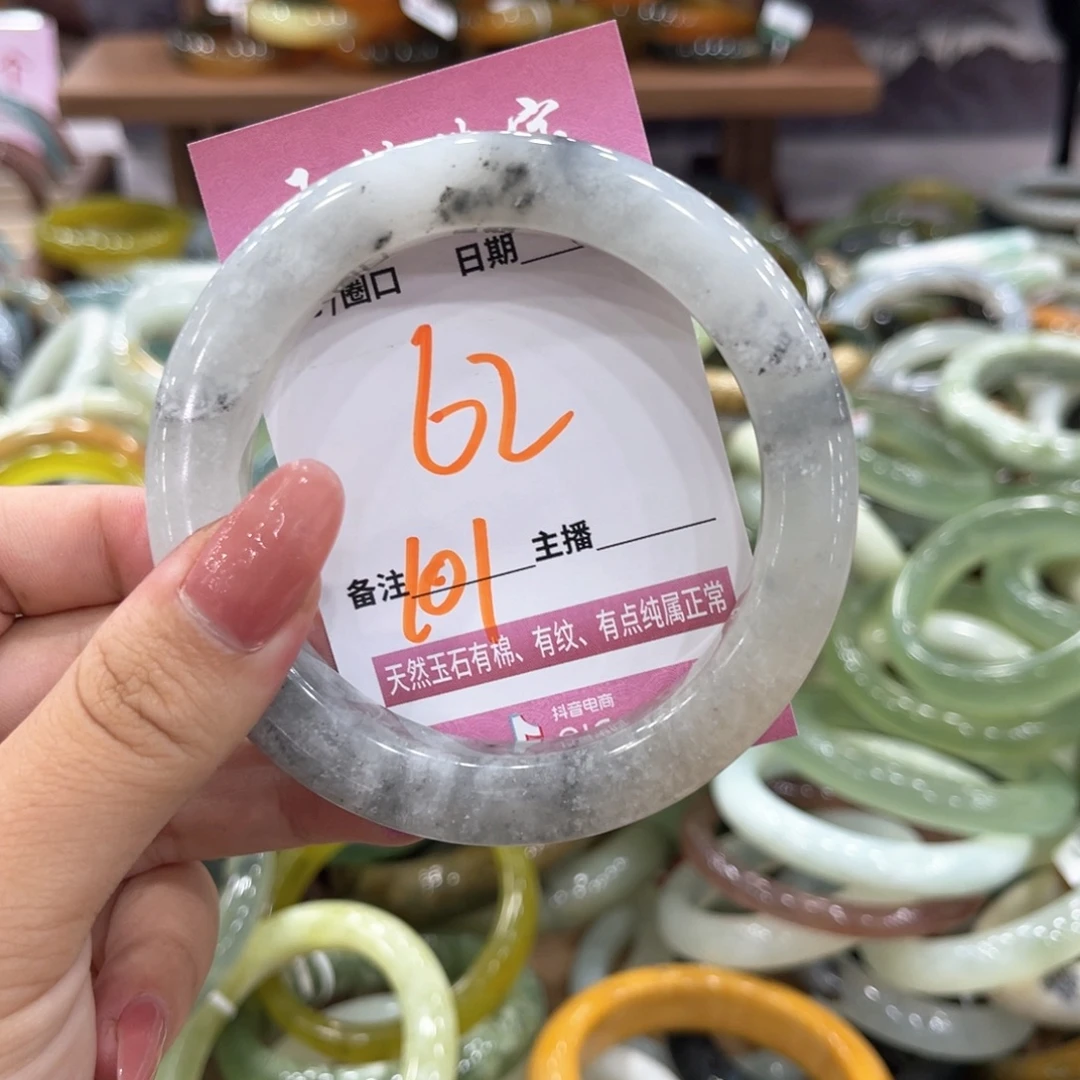 日期
圈口
62
主播
备注
101
天然玉石有棉、有纹、有点纯属正常
抖音电商